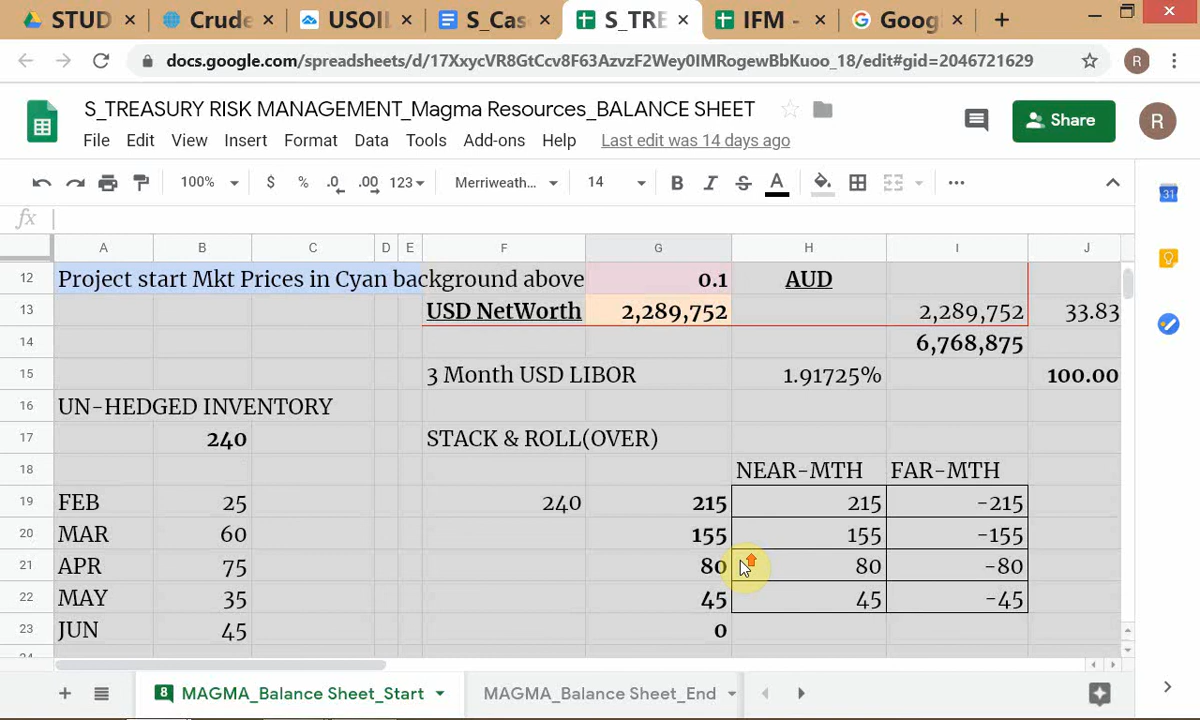 STUD × Crude × USOIL × S_Cas × S_TRE × IFM - × Goog × +
docs.google.com/spreadsheets/d/17XxycVR8GtCcv8F63AzvzF2Wey0IMRogewBbKuoo_18/edit#gid=2046721629 R
S_TREASURY RISK MANAGEMENT_Magma Resources_BALANCE SHEET
Share R
File Edit View Insert Format Data Tools Add-ons Help Last edit was 14 days ago
100% $ % .0 .00 123 Merriweath... 14 B I S A
fx
A B C D E F G H I J
12 Project start Mkt Prices in Cyan background above 0.1 AUD
13 USD NetWorth 2,289,752 2,289,752 33.83
14 6,768,875
15 3 Month USD LIBOR 1.91725% 100.00
16 UN-HEDGED INVENTORY
17 240 STACK & ROLL(OVER)
18 NEAR-MTH FAR-MTH
19 FEB 25 240 215 215 -215
20 MAR 60 155 155 -155
21 APR 75 80 80 -80
22 MAY 35 45 45 -45
23 JUN 45 0
31
8 MAGMA_Balance Sheet_Start MAGMA_Balance Sheet_End